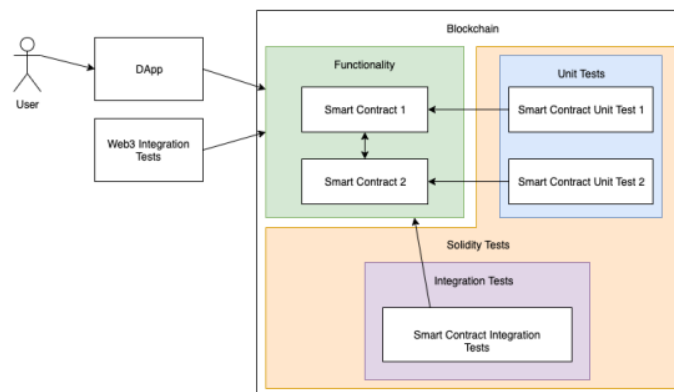 Blockchain
DApp
User
Web3 Integration
Tests
Functionality
Smart Contract 1
Smart Contract 2
Unit Tests
Smart Contract Unit Test 1
Smart Contract Unit Test 2
Solidity Tests
Integration Tests
Smart Contract Integration
Tests